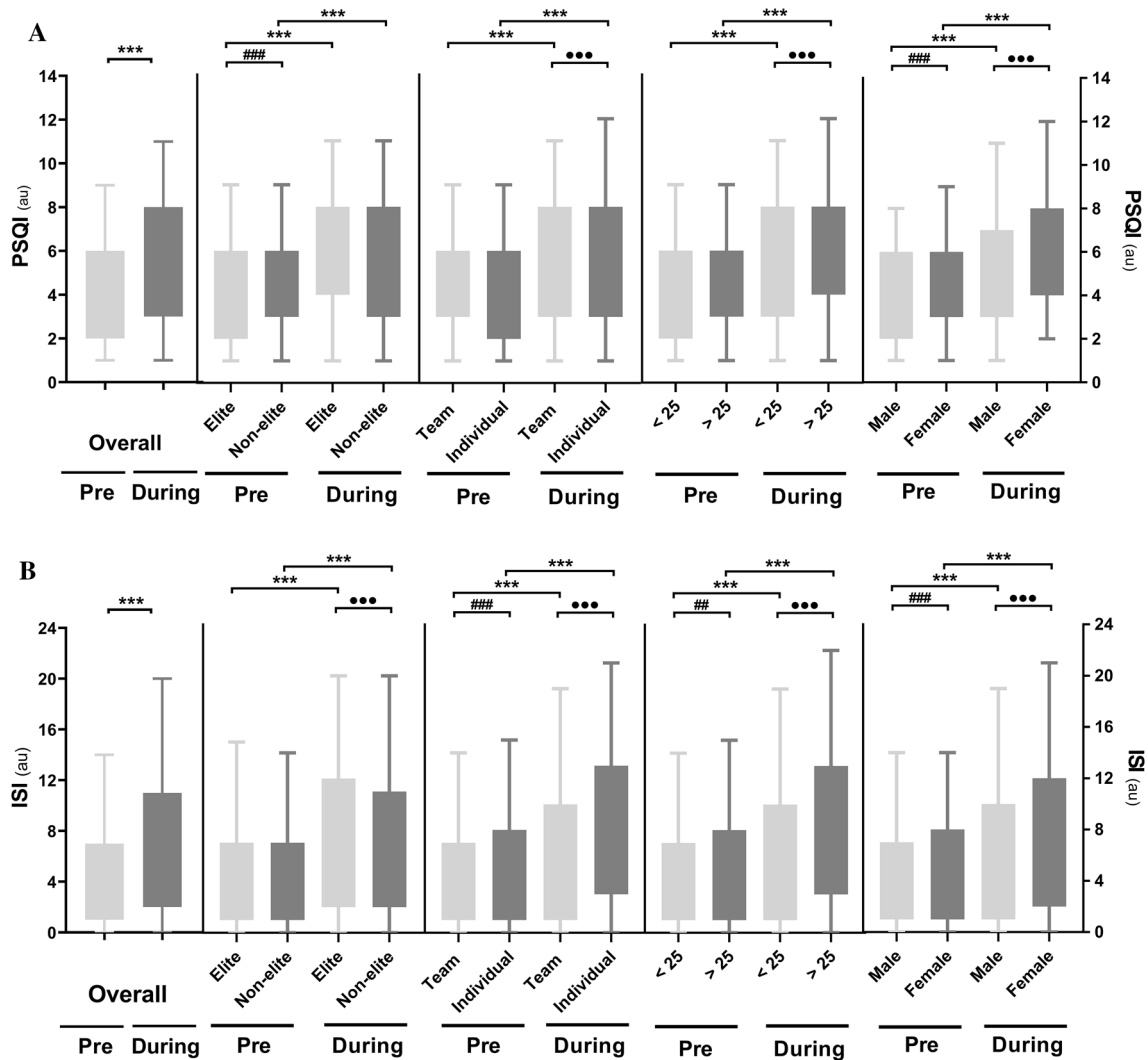 A
*** *** *** *** *** *** *** *** ***
### ••• ••• ### •••
PSQI (au)
14
12
10
8
6
4
2
0
14
12
10
8
6
4
2
0
PSQI (au)
Elite Non-elite Elite Non-elite Team Individual Team Individual < 25 > 25 < 25 > 25 Male Female Male Female
Overall
Pre During Pre During Pre During Pre During Pre During
B
*** *** *** *** *** *** *** *** ***
••• ### ••• ## ••• ### •••
ISI (au)
24
20
16
12
8
4
0
24
20
16
12
8
4
0
ISI (au)
Elite Non-elite Elite Non-elite Team Individual Team Individual < 25 > 25 < 25 > 25 Male Female Male Female
Overall
Pre During Pre During Pre During Pre During Pre During